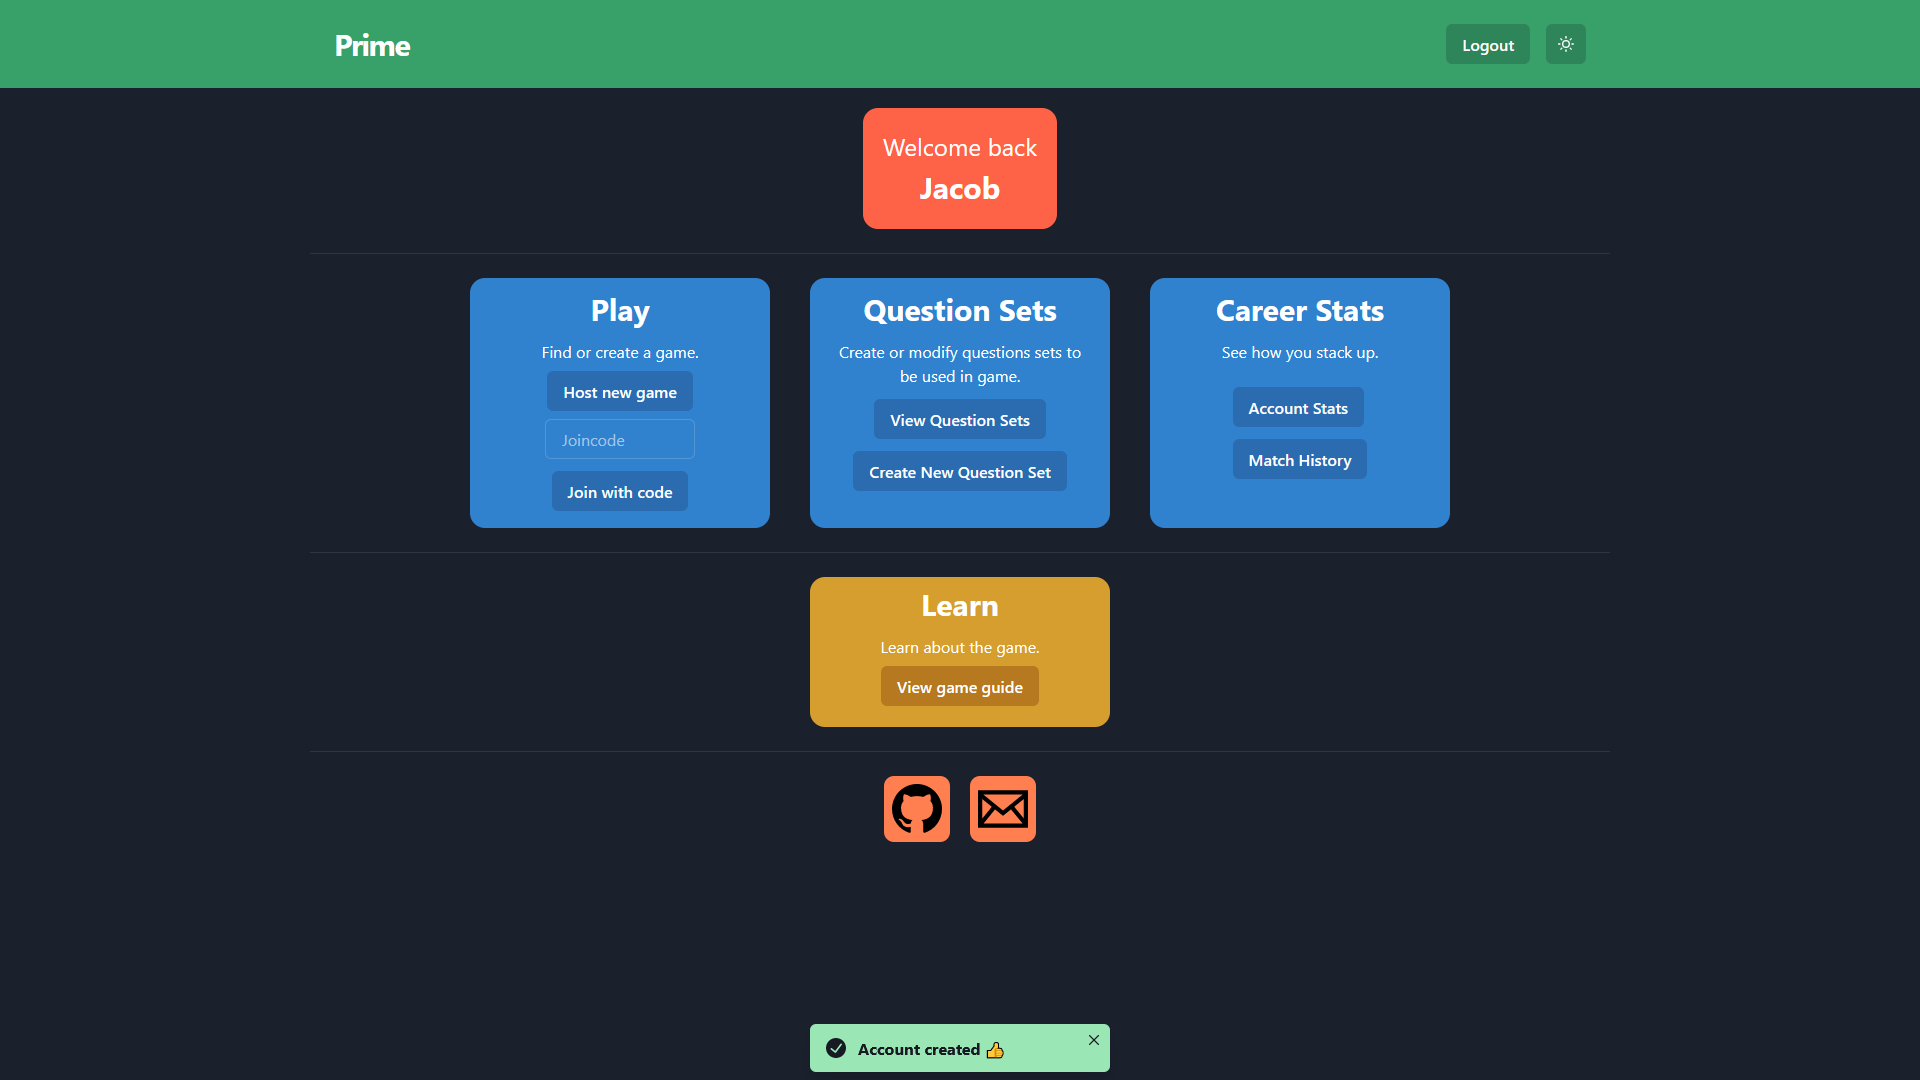 Prime
Logout
Welcome back
Jacob
Play
Find or create a game.
Host new game
Joincode
Join with code
Question Sets
Create or modify questions sets to
be used in game.
View Question Sets
Create New Question Set
Career Stats
See how you stack up.
Account Stats
Match History
Learn
Learn about the game.
View game guide
Account created 👍